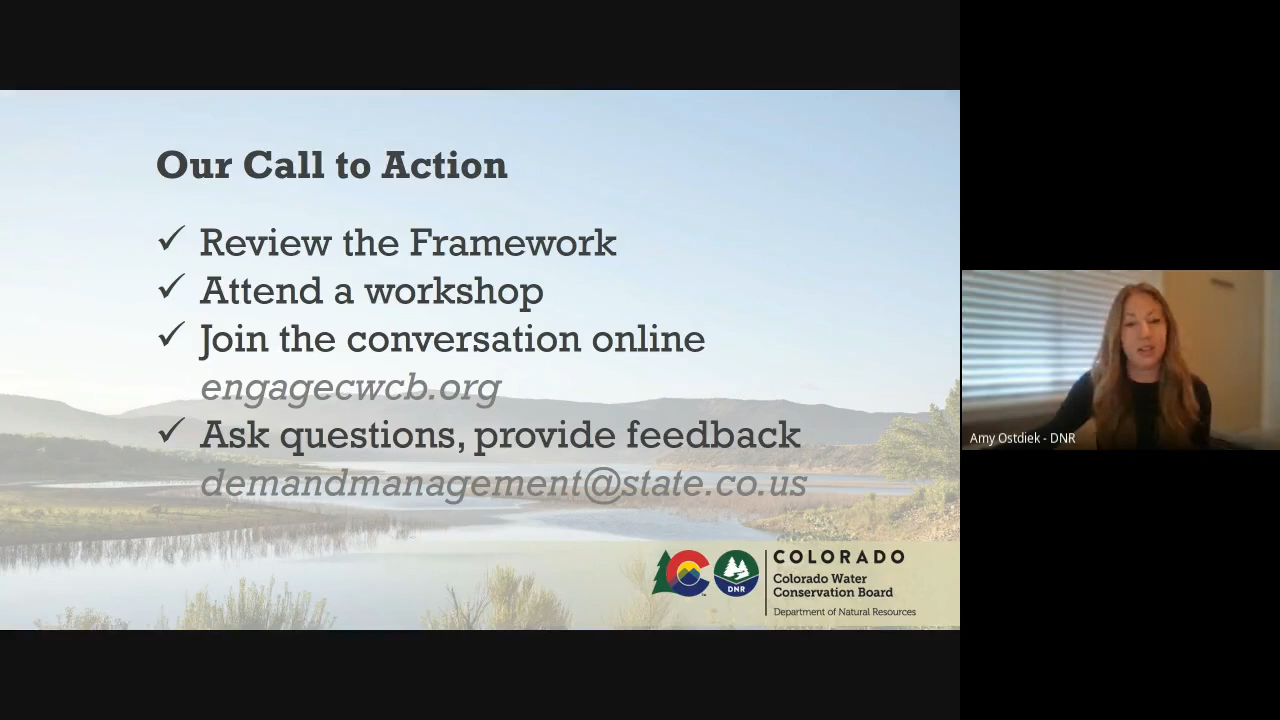 Our Call to Action
Review the Framework
Attend a workshop
Join the conversation online
engagecwcb.org
Ask questions, provide feedback
demandmanagement@state.co.us
DNR
COLORADO
Colorado Water
Conservation Board
Department of Natural Resources
Amy Ostdiek - DNR